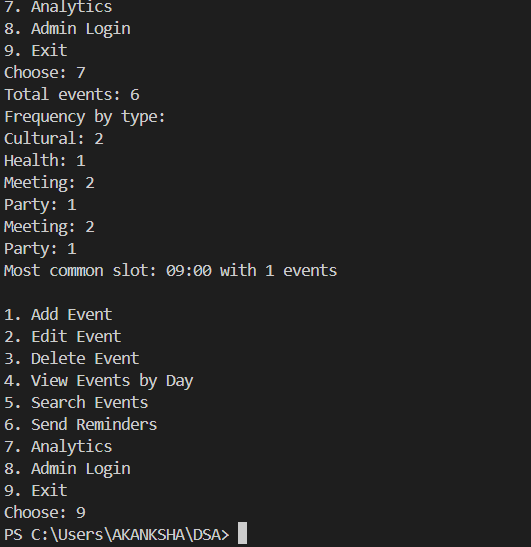 7. Analytics
8. Admin Login
9. Exit
Choose: 7
Total events: 6
Frequency by type:
Cultural: 2
Health: 1
Meeting: 2
Party: 1
Meeting: 2
Party: 1
Most common slot: 09:00 with 1 events
1. Add Event
2. Edit Event
3. Delete Event
4. View Events by Day
5. Search Events
6. Send Reminders
7. Analytics
8. Admin Login
9. Exit
Choose: 9
PS C:\Users\AKANKSHA\DSA>